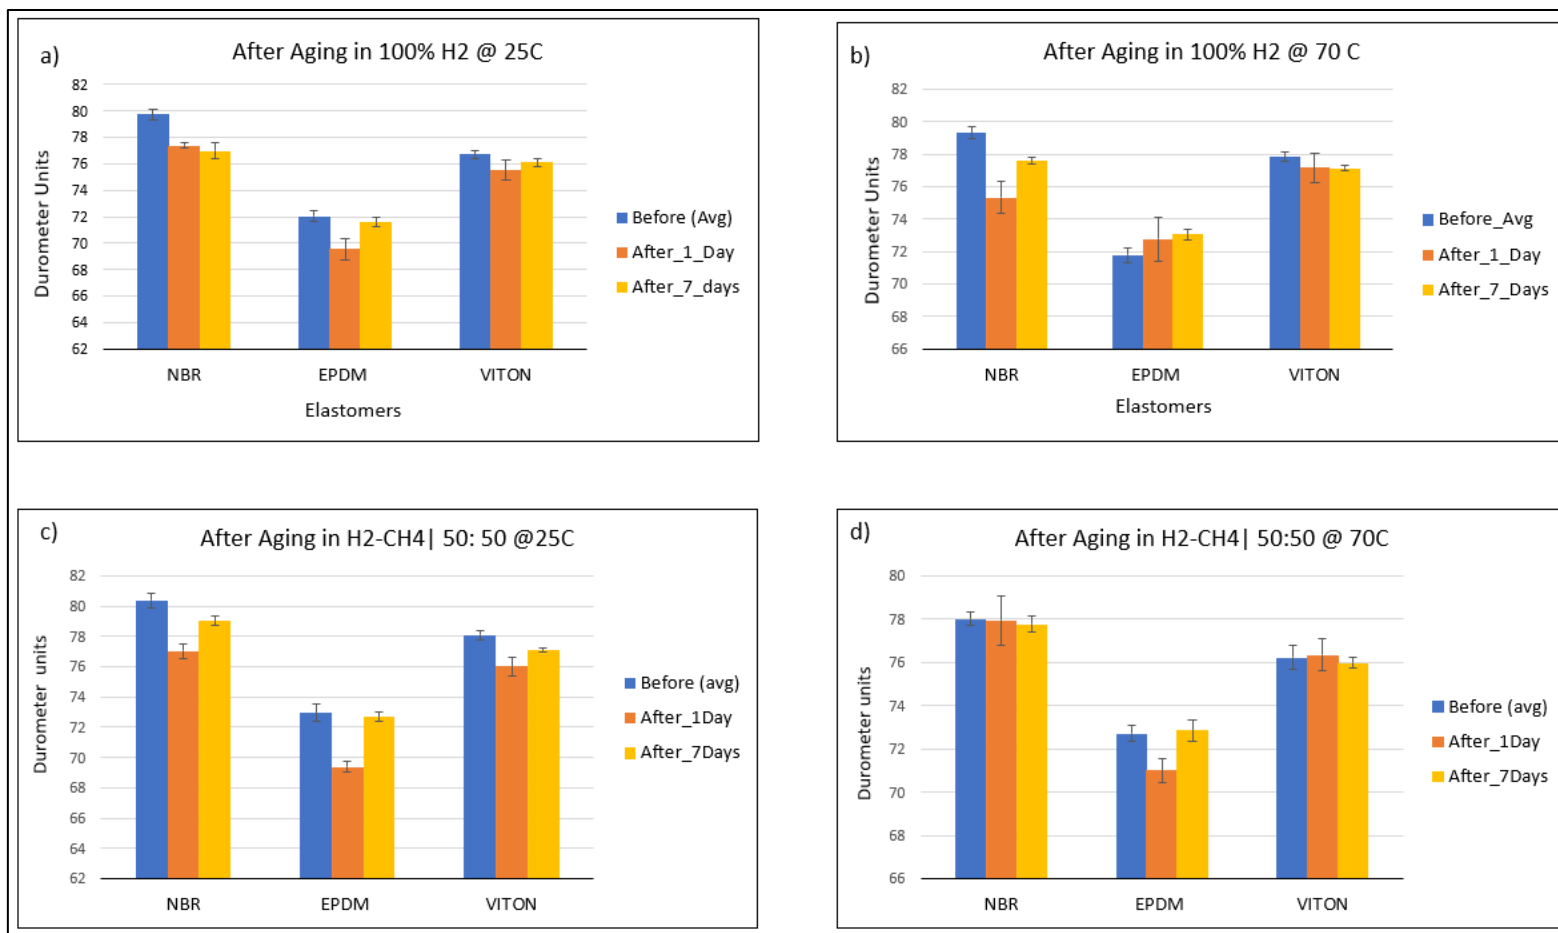 a)
After Aging in 100% H2 @ 25C
82
80
78
76
74
72
70
68
66
64
62
Durometer Units
NBR
EPDM
VITON
Elastomers
Before (Avg)
After_1_Day
After_7_days
b)
After Aging in 100% H2 @ 70 C
82
80
78
76
74
72
70
68
66
Durometer Units
NBR
EPDM
VITON
Elastomers
Before_Avg
After_1_Day
After_7_Days
c)
After Aging in H2-CH4| 50: 50 @25C
82
80
78
76
74
72
70
68
66
64
62
Durometer units
NBR
EPDM
VITON
Before (avg)
After_1Day
After_7Days
d)
After Aging in H2-CH4| 50:50 @ 70C
80
78
76
74
72
70
68
66
Durometer units
NBR
EPDM
VITON
Before (avg)
After_1Day
After_7Days